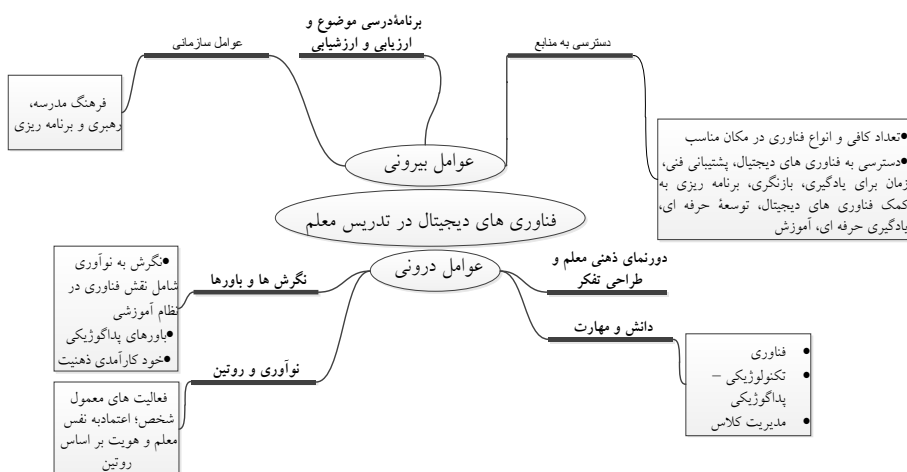 برنامۀدرسی موضوع و
ارزیابی و ارزشیابی
عوامل سازمانی
دسترسی به منابع
فرهنگ مدرسه،
رهبری و برنامه ریزی
●تعداد کافی و انواع فناوری در مکان مناسب
●دسترسی به فناوری های دیجیتال، پشتیبانی فنی،
زمان برای یادگیری، بازنگری، برنامه ریزی به
کمک فناوری های دیجیتال، توسعۀ حرفه ای،
یادگیری حرفه ای، آموزش
عوامل بیرونی
فناوری های دیجیتال در تدریس معلم
عوامل درونی
دورنمای ذهنی معلم و
طراحی تفکر
نگرش ها و باورها
●نگرش به نوآوری
شامل نقش فناوری در
نظام آموزشی
●باورهای پداگوژیکی
●خود کارآمدی ذهنیت
دانش و مهارت
● فناوری
● تکنولوژیکی –
پداگوژیکی
● مدیریت کلاس
نوآوری و روتین
فعالیت های معمول
شخص؛ اعتمادبه نفس
معلم و هویت بر اساس
روتین